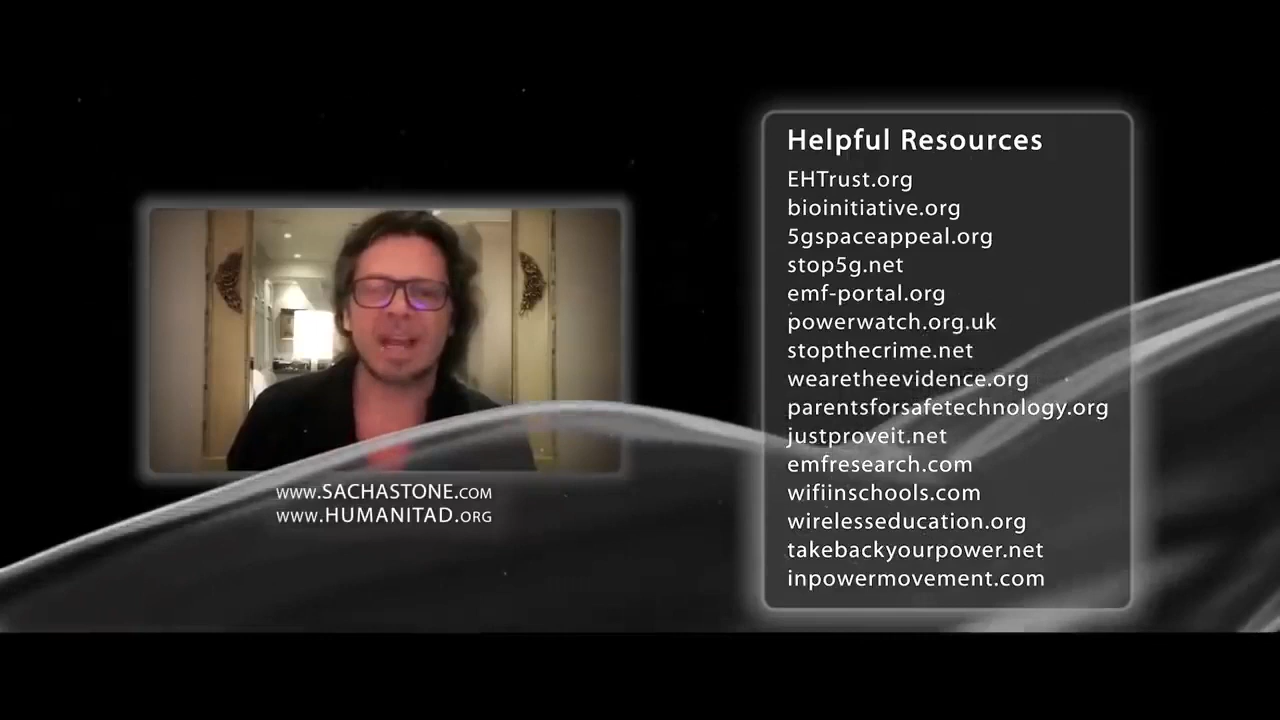 www.SACHASTONE.COM
www.HUMANITAD.ORG
Helpful Resources
EHTrust.org
bioinitiative.org
5gspaceappeal.org
stop5g.net
emf-portal.org
powerwatch.org.uk
stopthecrime.net
wearetheevidence.org
parentsforsafetechnology.org
justproveit.net
emfresearch.com
wifiinschools.com
wirelesseducation.org
takebackyourpower.net
inpowermovement.com